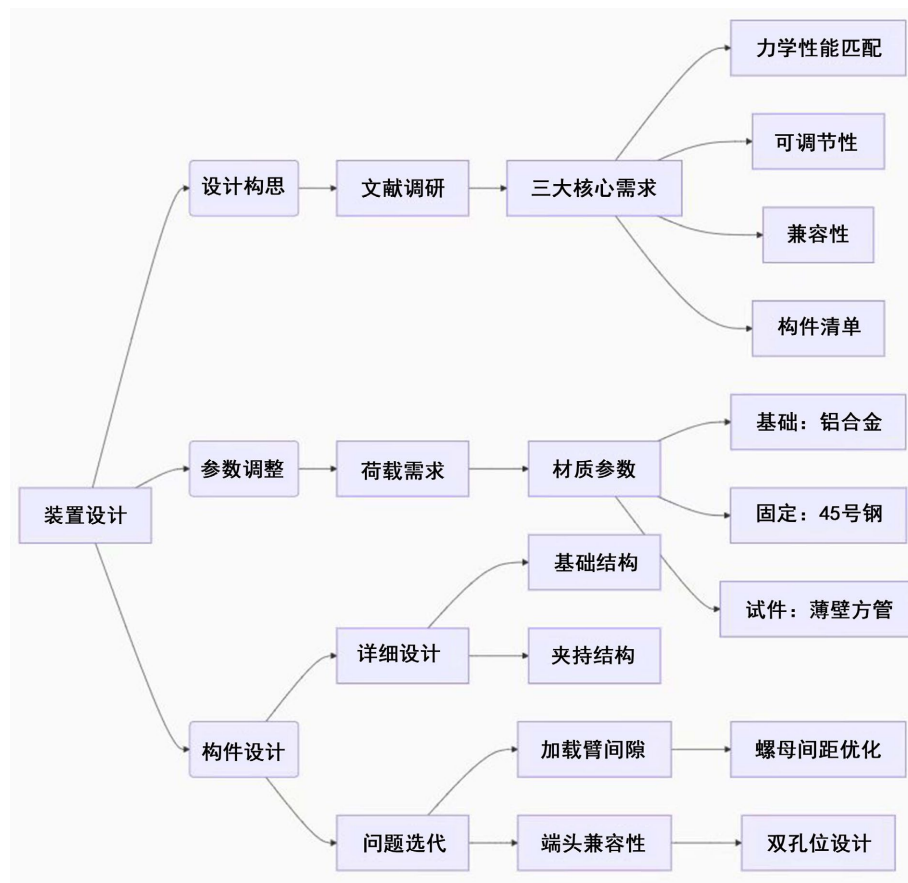 力学性能匹配
可调节性
设计构思
文献调研
三大核心需求
兼容性
构件清单
基础：铝合金
参数调整
荷载需求
材质参数
装置设计
固定：45号钢
基础结构
试件：薄壁方管
详细设计
夹持结构
构件设计
加载臂间隙
螺母间距优化
问题迭代
端头兼容性
双孔位设计